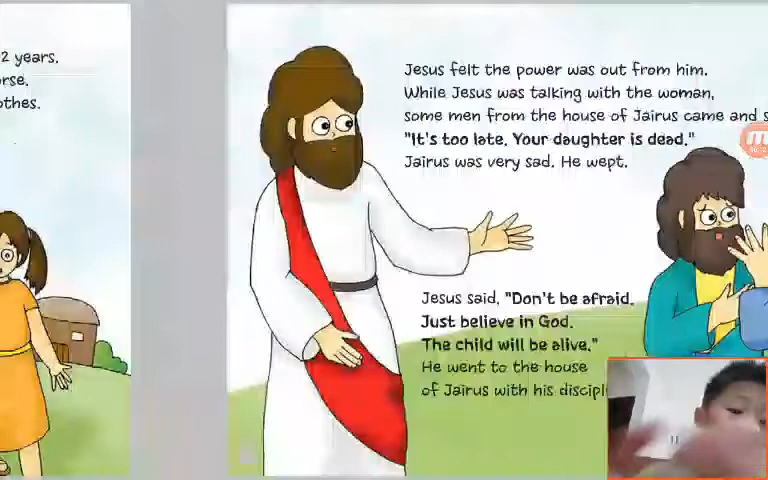 2 years.
orse.
othes.
Jesus felt the power was out from him.
While Jesus was talking with the woman,
some men from the house of Jairus came and s
"It's too late. Your daughter is dead."
Jairus was very sad. He wept.
Jesus said, "Don't be afraid.
Just believe in God.
The child will be alive."
He went to the house
of Jairus with his discipl